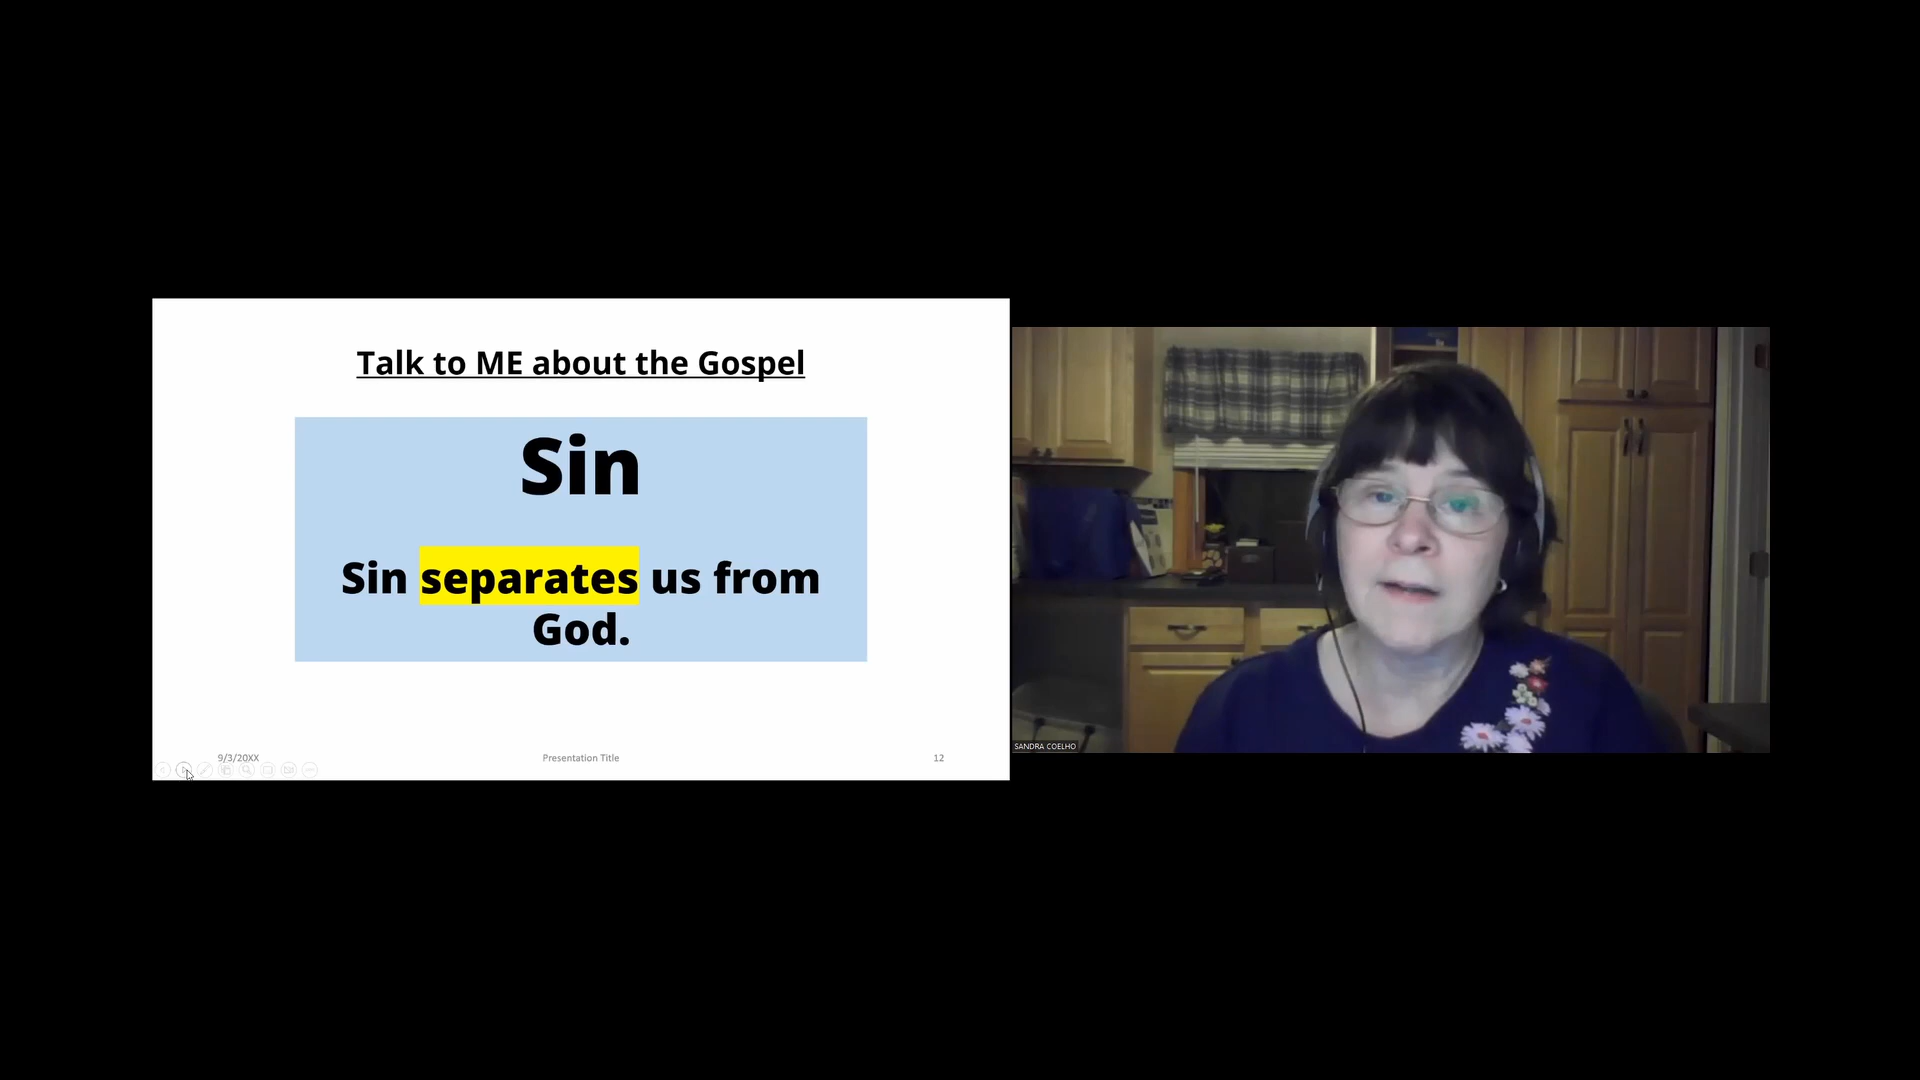 Talk to ME about the Gospel
Sin
Sin separates us from
God.
9/3/20XX
Presentation Title
12
SANDRA COELHO